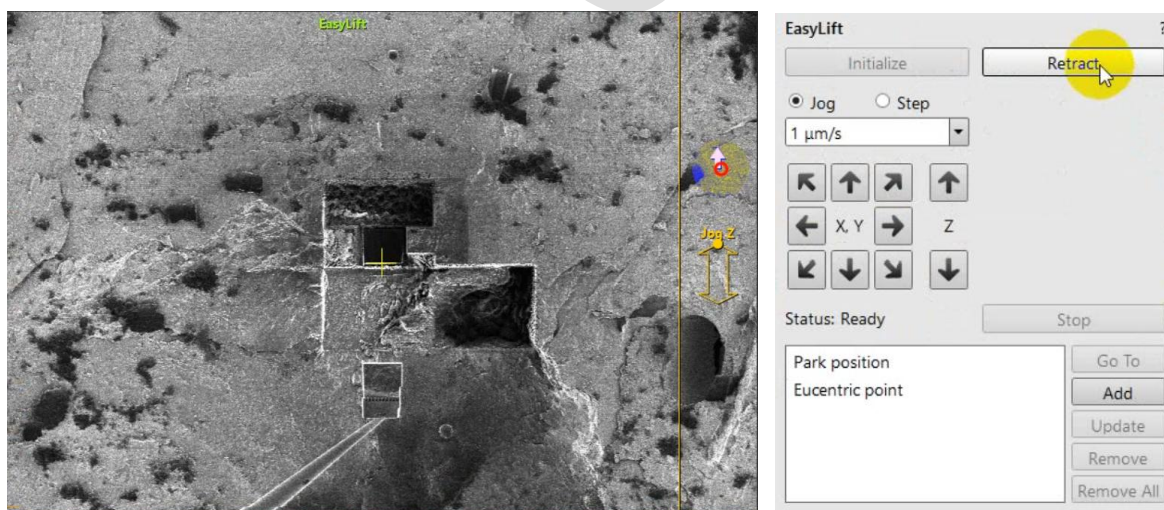 EasyLift
Jog Z
EasyLift
?
Initialize
Retract
Jog
Step
1 µm/s
X, Y
Z
Status: Ready
Stop
Park position
Eucentric point
Go To
Add
Update
Remove
Remove All